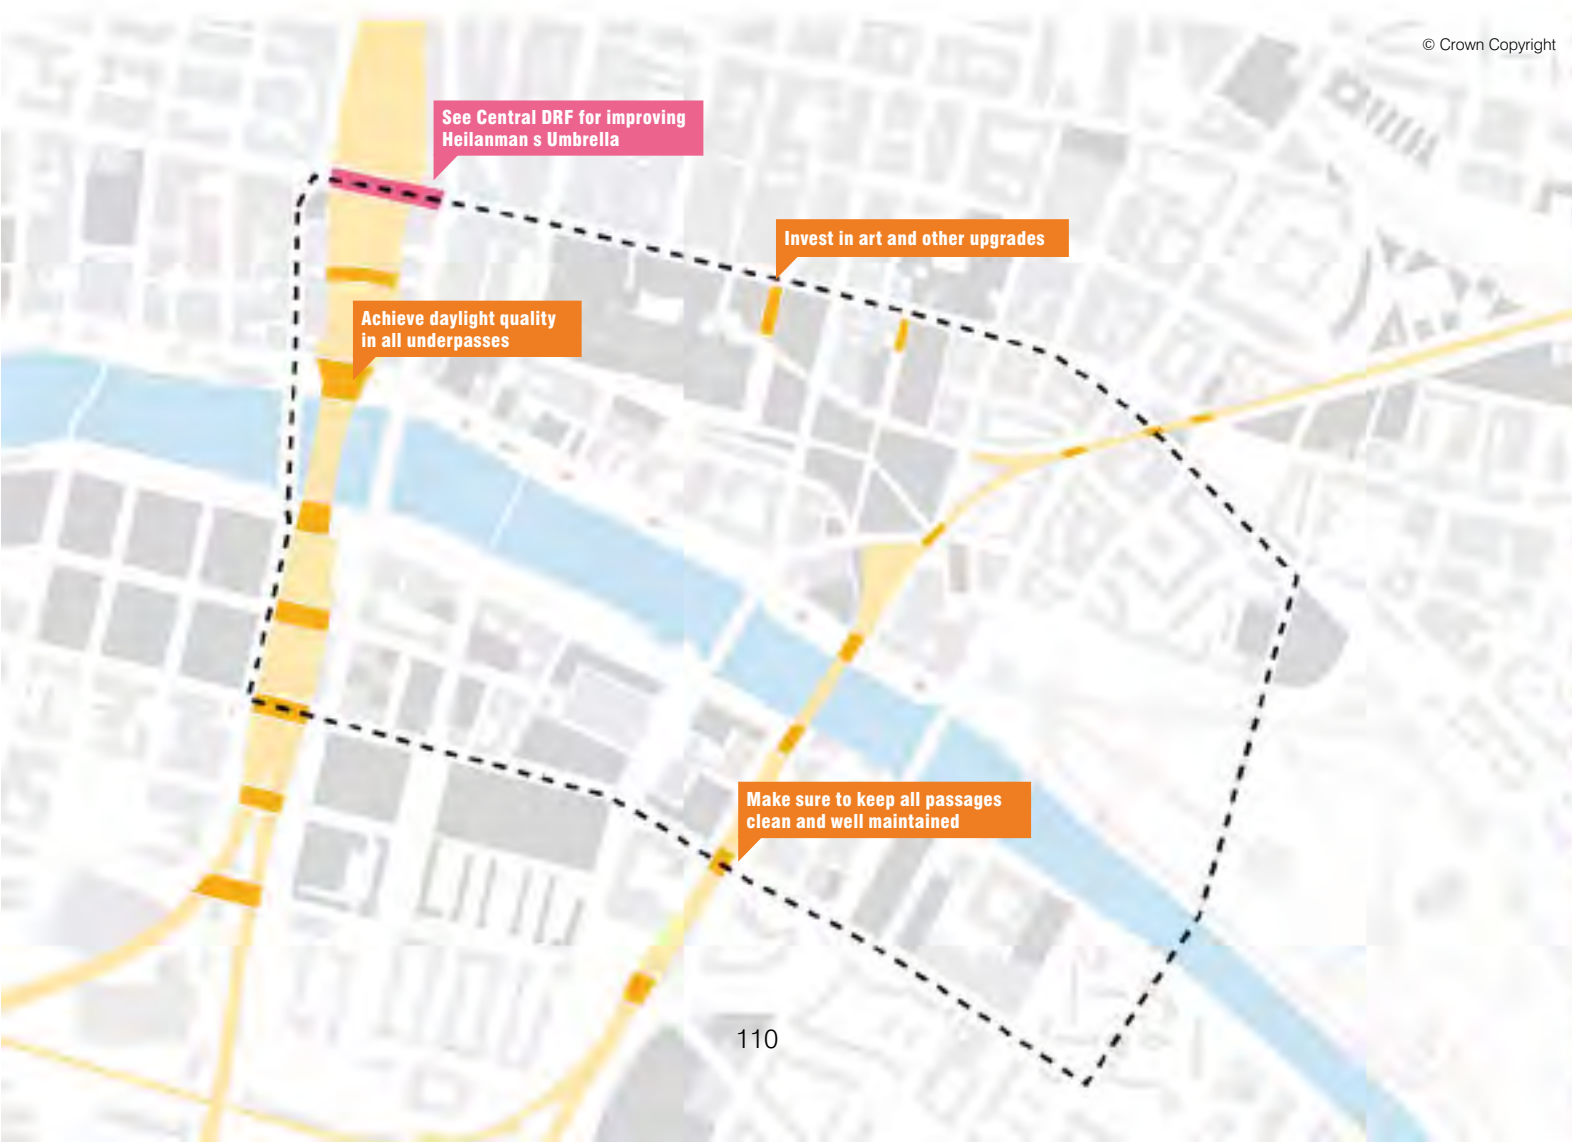 © Crown Copyright
See Central DRF for improving
Heilanman s Umbrella
Invest in art and other upgrades
Achieve daylight quality
in all underpasses
Make sure to keep all passages
clean and well maintained
110